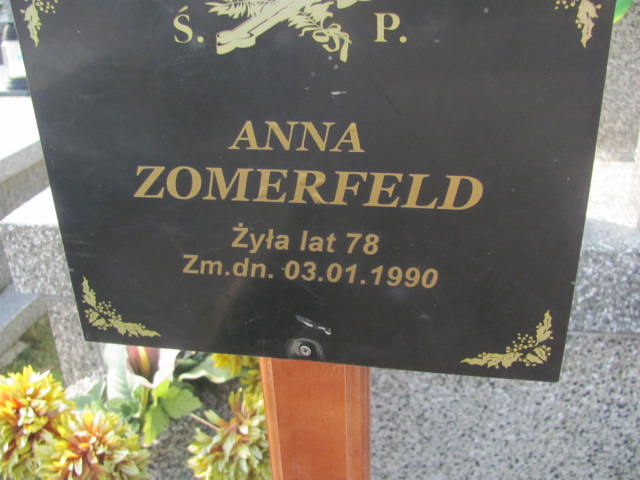 Ś. P.
ANNA
ZOMERFELD
Żyła lat 78
Zm.dn. 03.01.1990